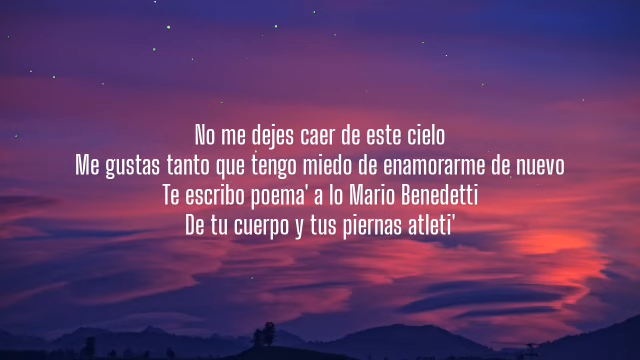 No me dejes caer de este cielo
Me gustas tanto que tengo miedo de enamorarme de nuevo
Te escribo poema' a lo Mario Benedetti
De tu cuerpo y tus piernas atleti'